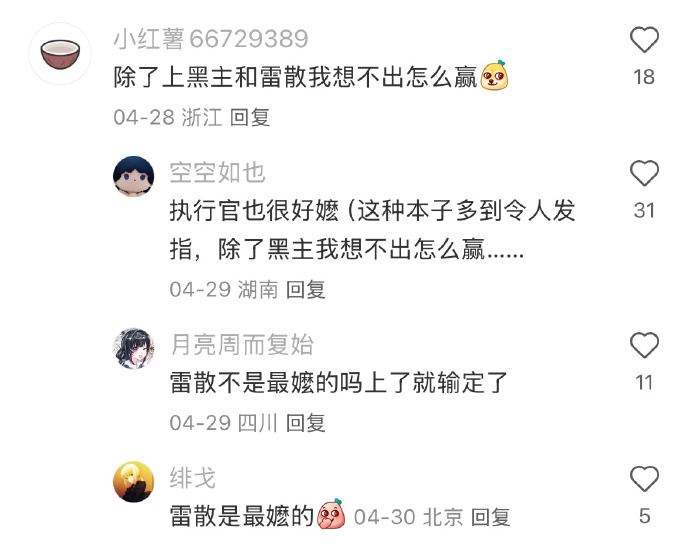 小红薯66729389
18
除了上黑主和雷散我想不出怎么赢
04-28 浙江 回复
空空如也
31
执行官也很好嬷（这种本子多到令人发
指，除了黑主我想不出怎么赢......
04-29 湖南 回复
月亮周而复始
11
雷散不是最嬷的吗上了就输定了
04-29 四川 回复
绯戈
雷散是最嬷的 04-30 北京 回复
5